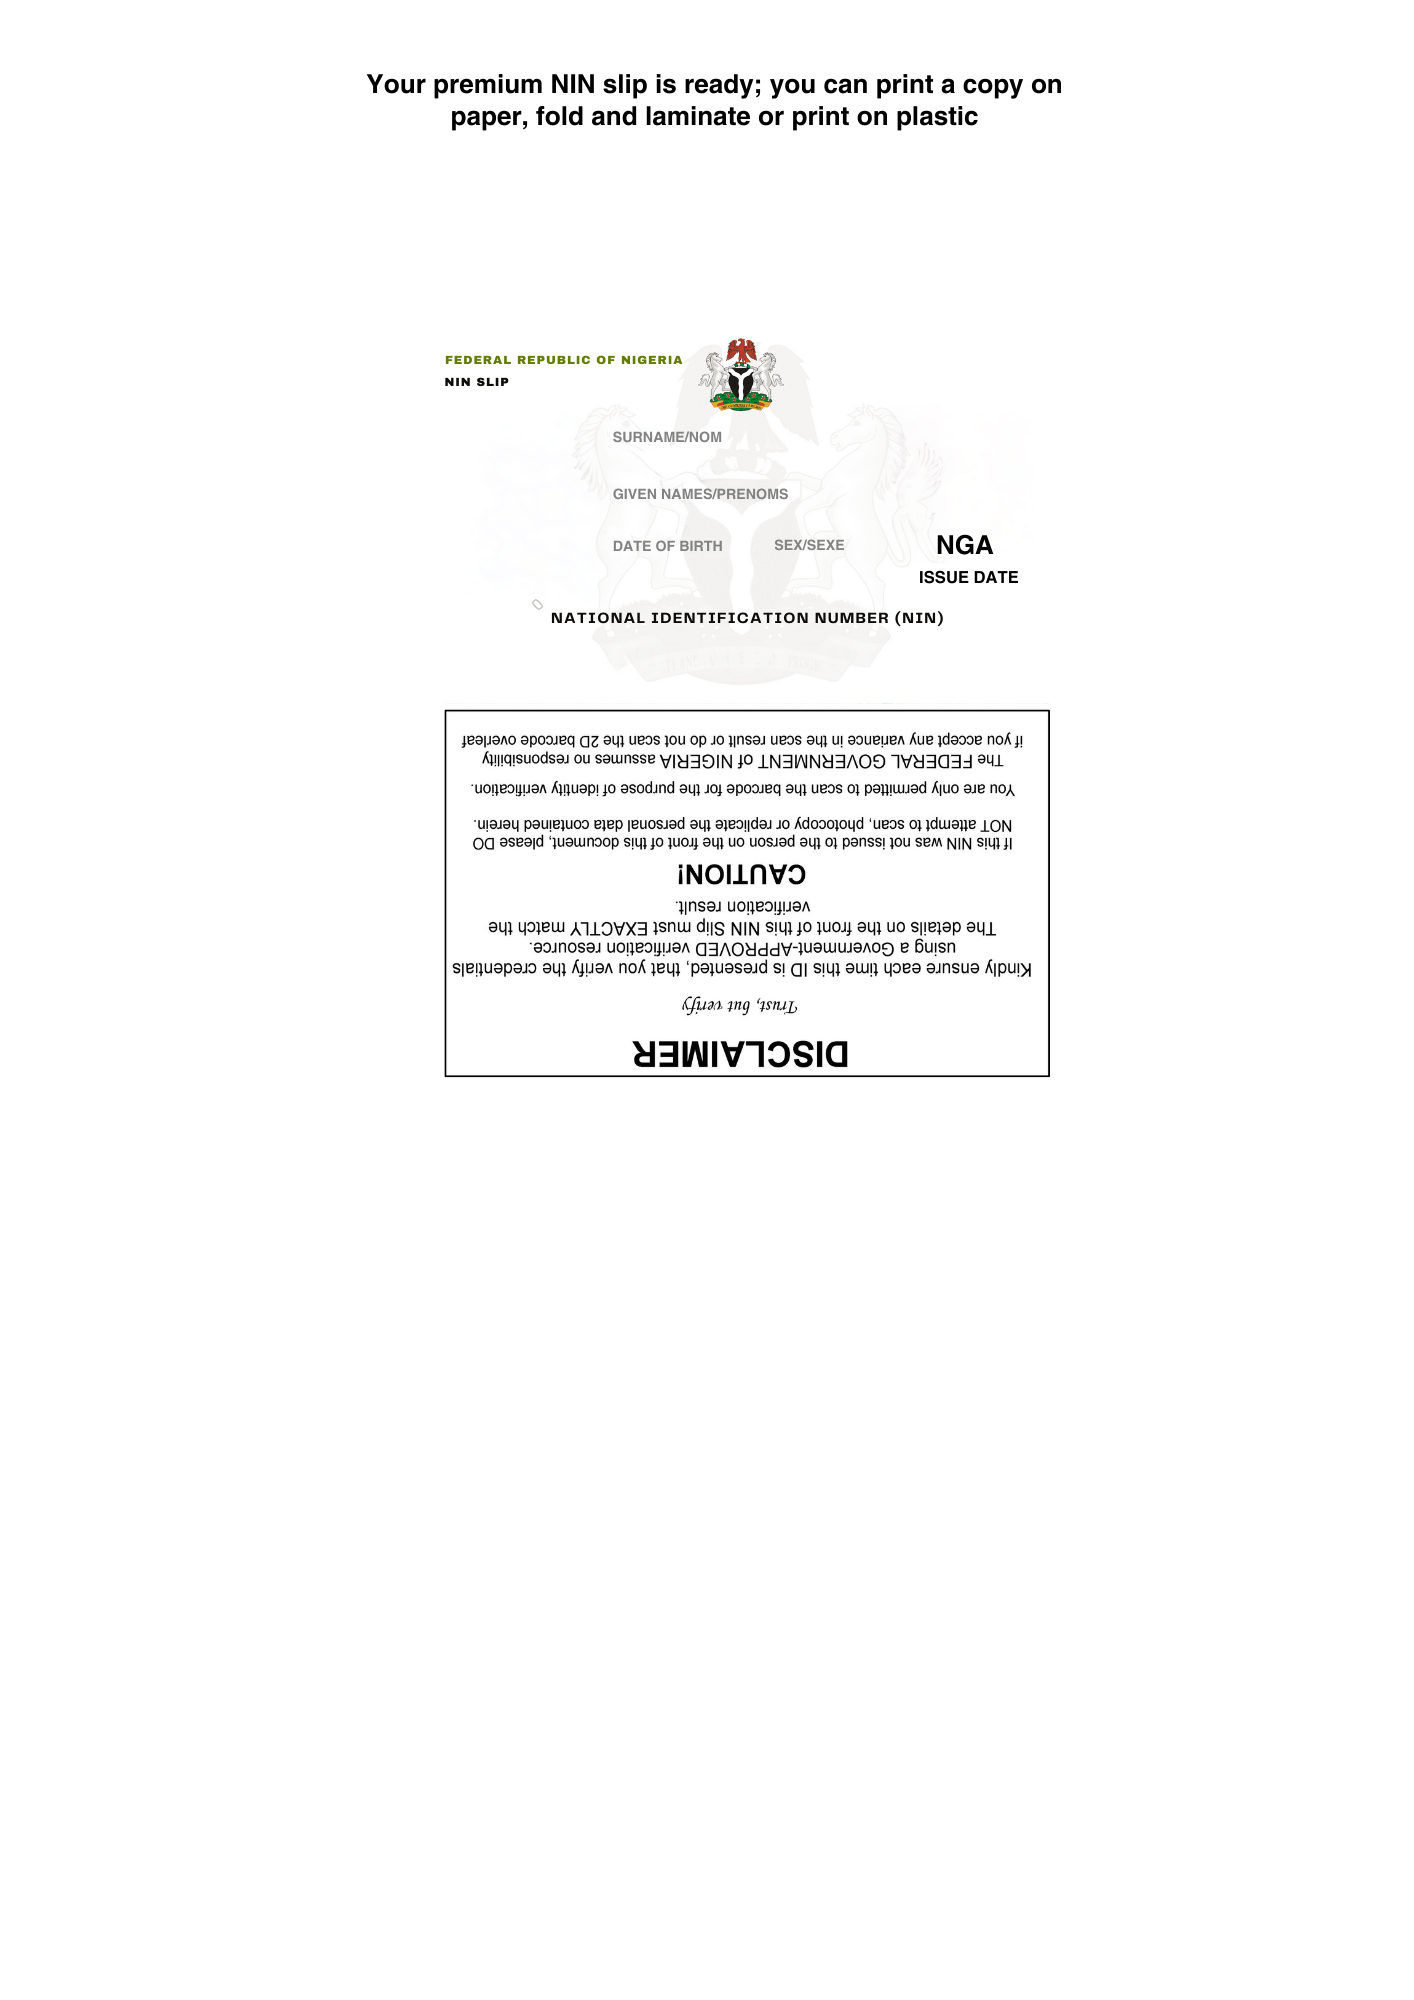 Your premium NIN slip is ready; you can print a copy on
paper, fold and laminate or print on plastic
FEDERAL REPUBLIC OF NIGERIA
NIN SLIP
SURNAME/NOM
GIVEN NAMES/PRENOMS
DATE OF BIRTH SEX/SEXE
NGA
ISSUE DATE
0
NATIONAL IDENTIFICATION NUMBER (NIN)
DISCLAIMER
Trust, but verify
Kindly ensure each time this ID is presented, that you verify the credentials
using a Government-APPROVED verification resource.
The details on the front of this NIN Slip must EXACTLY match the
verification result.
CAUTION!
If this NIN was not issued to the person on the front of this document, please DO
NOT attempt to scan, photocopy or replicate the personal data contained herein.
You are only permitted to scan the barcode for the purpose of identity verification.
The FEDERAL GOVERNMENT of NIGERIA assumes no responsibility
if you accept any variance in the scan result or do not scan the 2D barcode overleaf